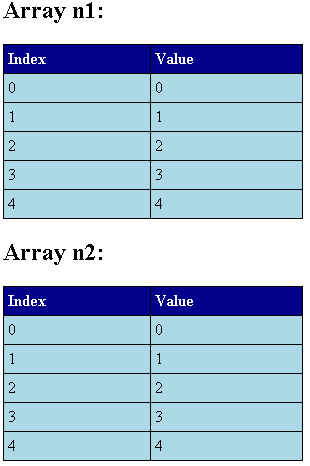 Array n1:
Index Value
0 0
1 1
2 2
3 3
4 4
Array n2:
Index Value
0 0
1 1
2 2
3 3
4 4